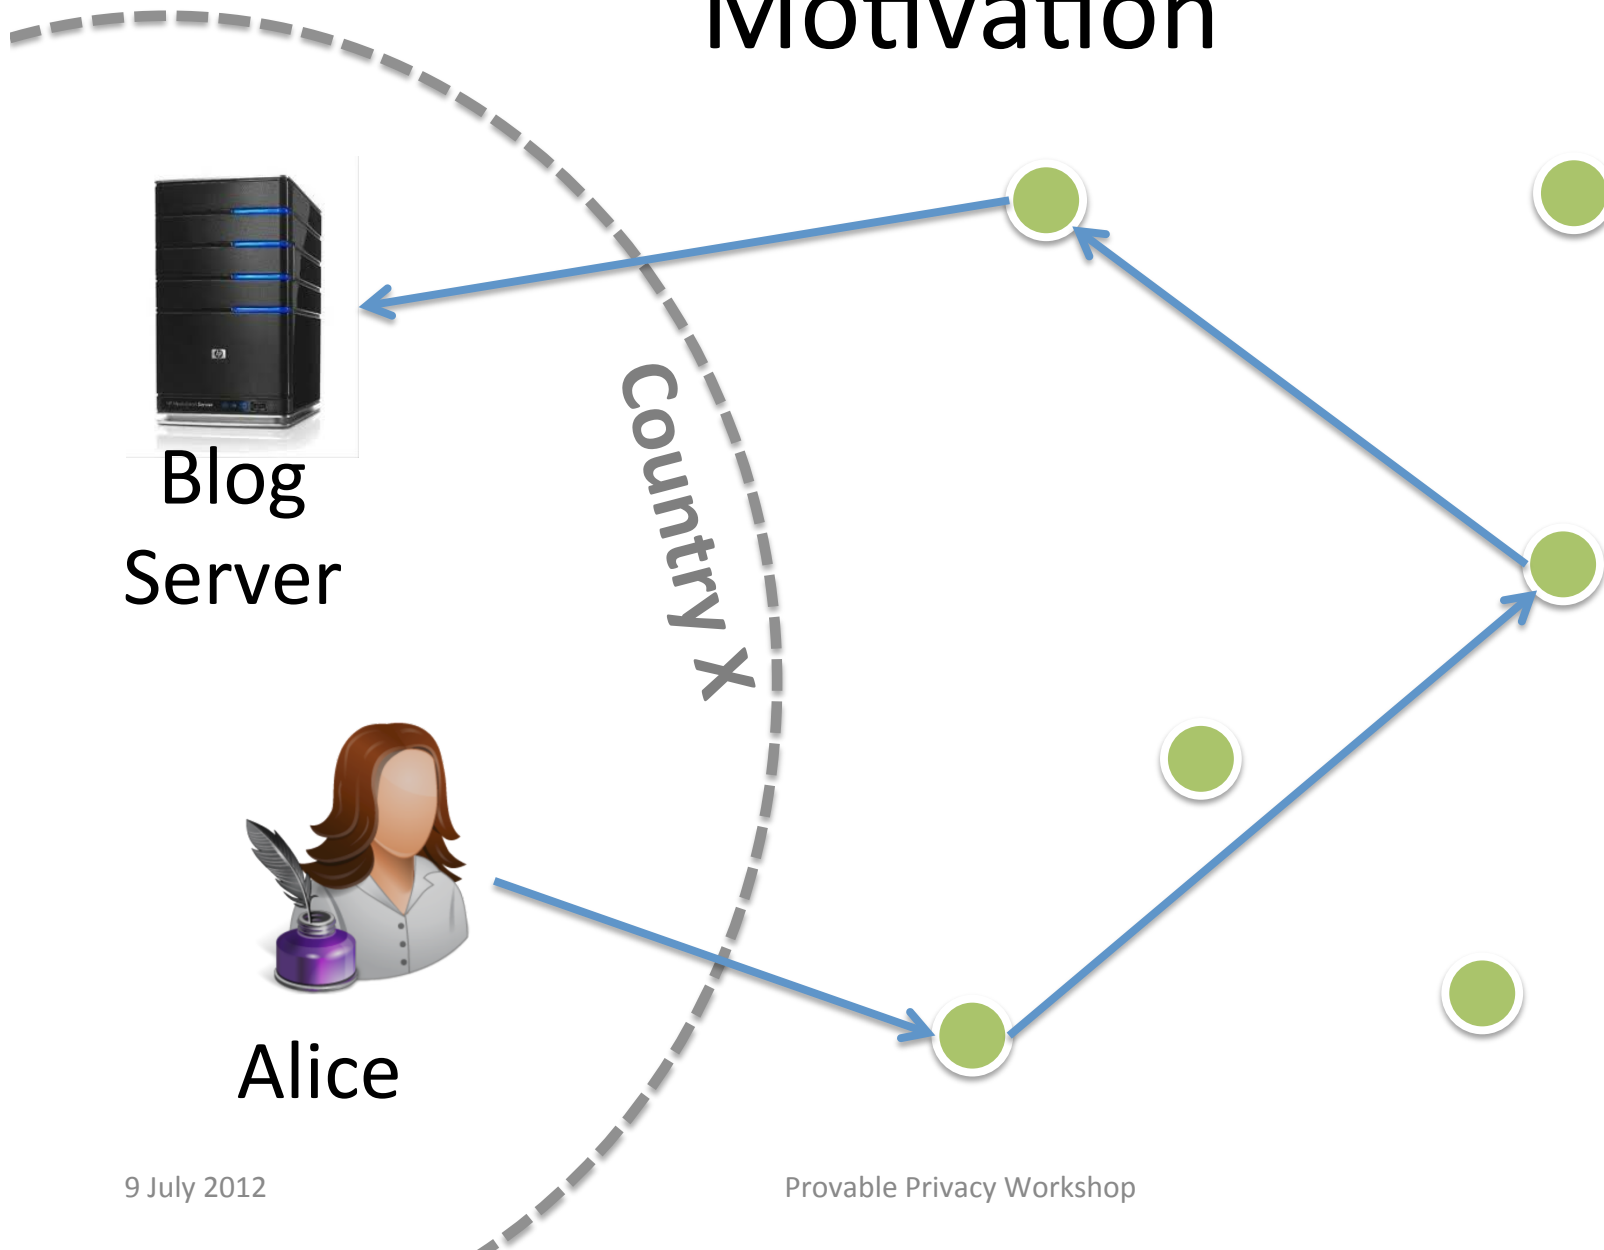 Motivation
Country X
Blog
Server
Alice
9 July 2012
Provable Privacy Workshop